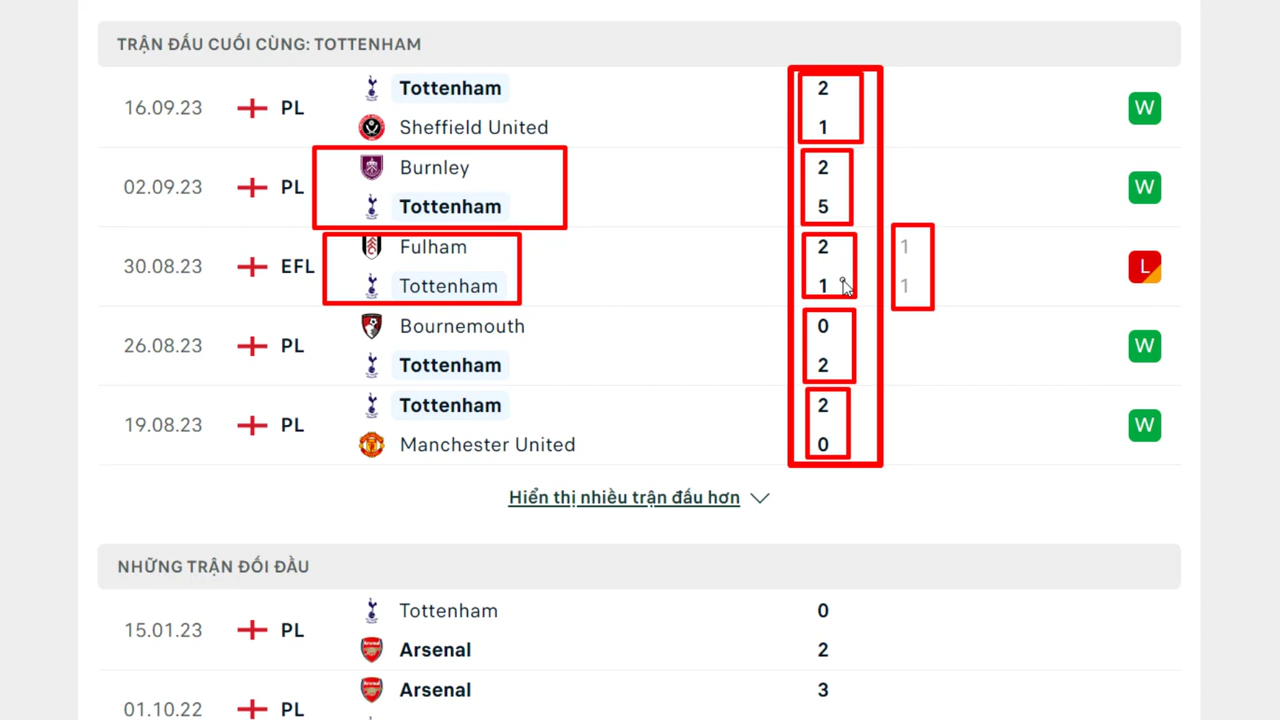 TRẬN ĐẤU CUỐI CÙNG: TOTTENHAM
16.09.23 PL Tottenham 2 W
Sheffield United 1
02.09.23 PL Burnley 2 W
Tottenham 5
30.08.23 EFL Fulham 2 1 L
Tottenham 1 1
26.08.23 PL Bournemouth 0 W
Tottenham 2
19.08.23 PL Tottenham 2 W
Manchester United 0
Hiển thị nhiều trận đấu hơn
NHỮNG TRẬN ĐỐI ĐẦU
15.01.23 PL Tottenham 0
Arsenal 2
01.10.22 PL Arsenal 3